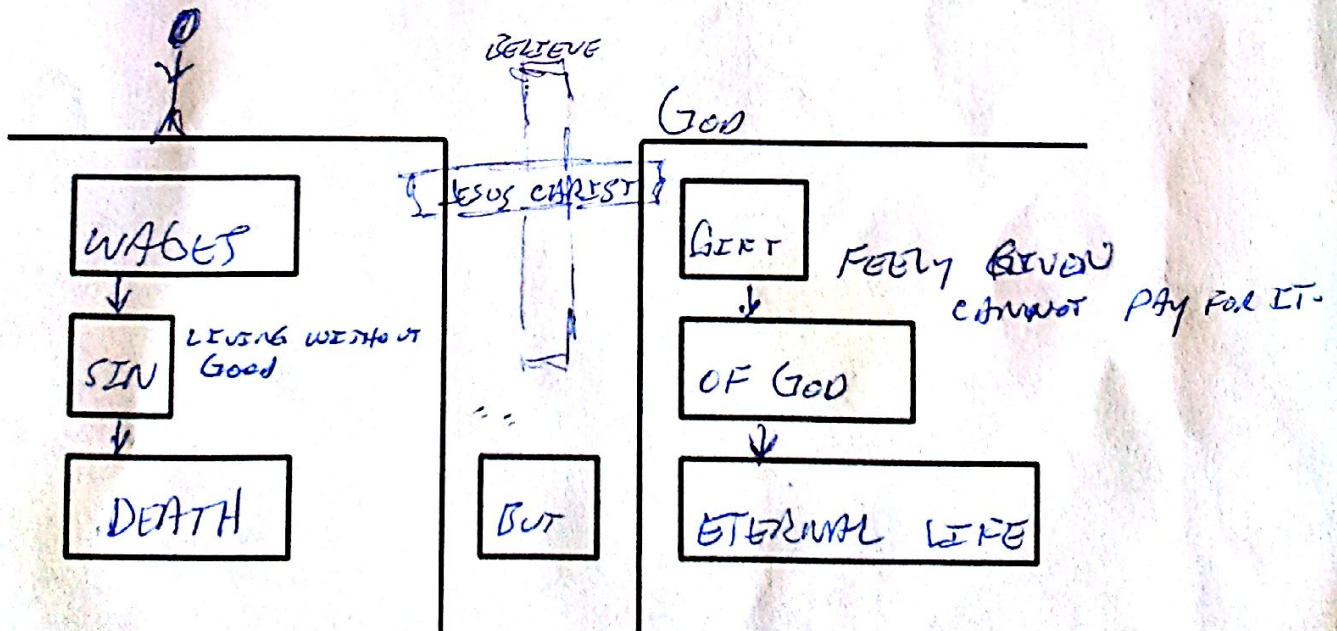 BELIEVE
GOD
JESUS CHRIST
WAGES
GIFT
FEELY GIVEN
CANNOT PAY FOR IT.
SIN
LIVING WITHOUT
GOOD
OF GOD
DEATH
BUT
ETERNAL LIFE